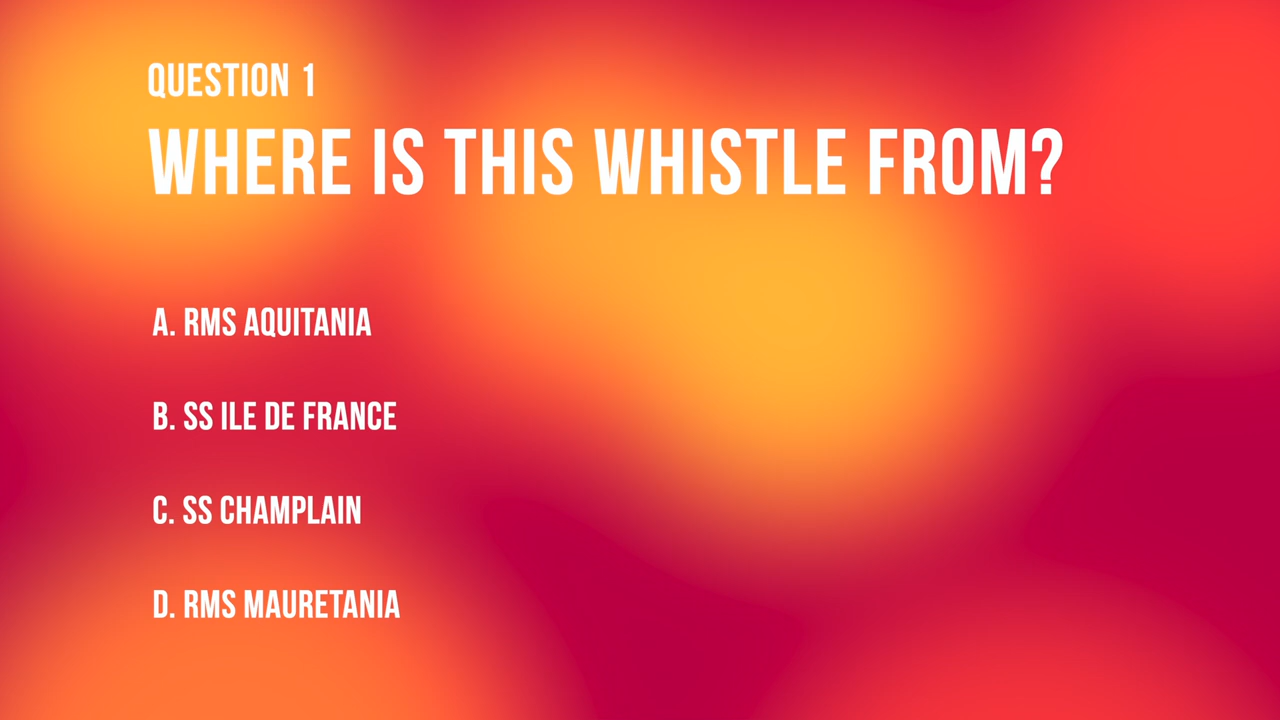 QUESTION 1
WHERE IS THIS WHISTLE FROM?
A. RMS AQUITANIA
B. SS ILE DE FRANCE
C. SS CHAMPLAIN
D. RMS MAURETANIA